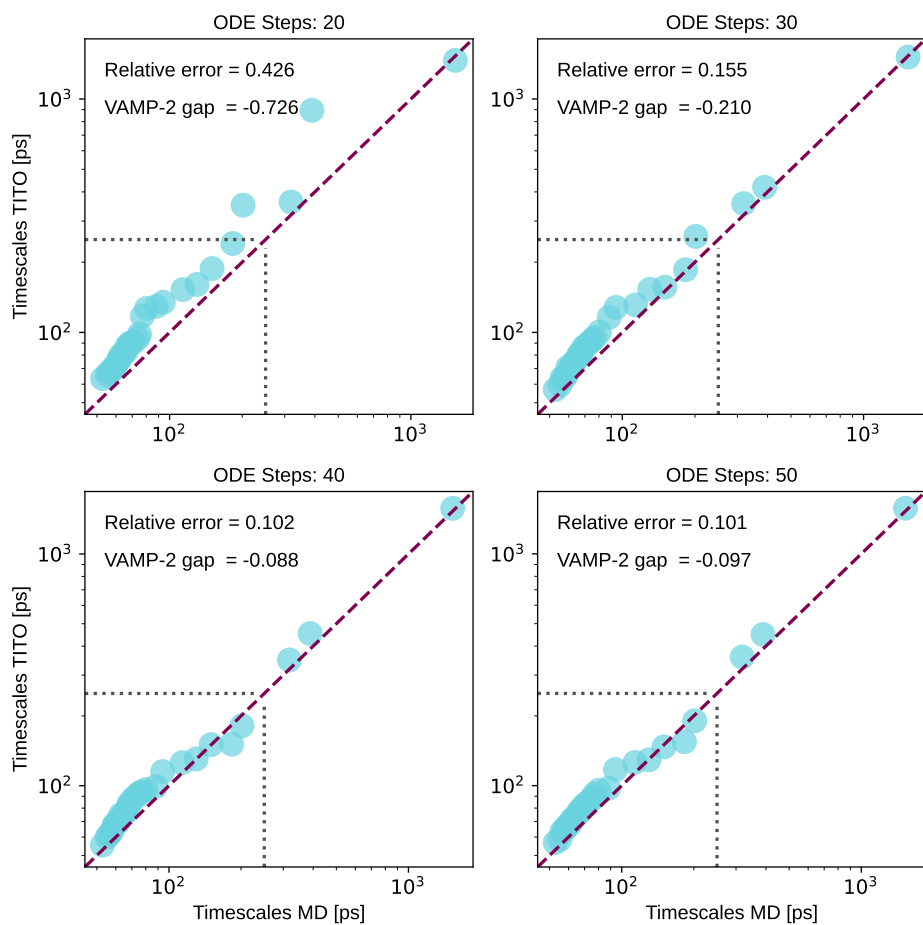 ODE Steps: 20
Relative error = 0.426
VAMP-2 gap = -0.726
Timescales TITO [ps]
10³
10²
10²
10³
ODE Steps: 30
Relative error = 0.155
VAMP-2 gap = -0.210
10³
10²
10²
10³
ODE Steps: 40
Relative error = 0.102
VAMP-2 gap = -0.088
Timescales TITO [ps]
10³
10²
10²
10³
Timescales MD [ps]
ODE Steps: 50
Relative error = 0.101
VAMP-2 gap = -0.097
10³
10²
10²
10³
Timescales MD [ps]